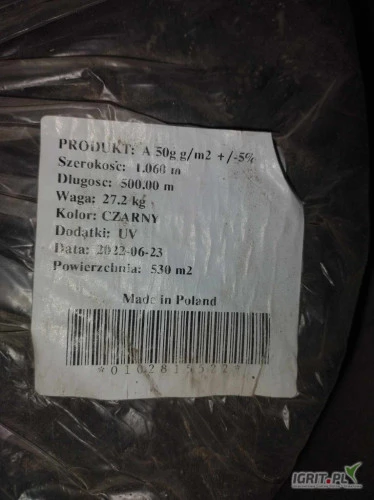 PRODUKT: A 50g g/m2 +/-5%
Szerokość: 1.060 m
Długość: 500.00 m
Waga: 27.2 kg
Kolor: CZARNY
Dodatki: UV
Data: 2022-06-23
Powierzchnia: 530 m2
Made in Poland
IGRIT.PL